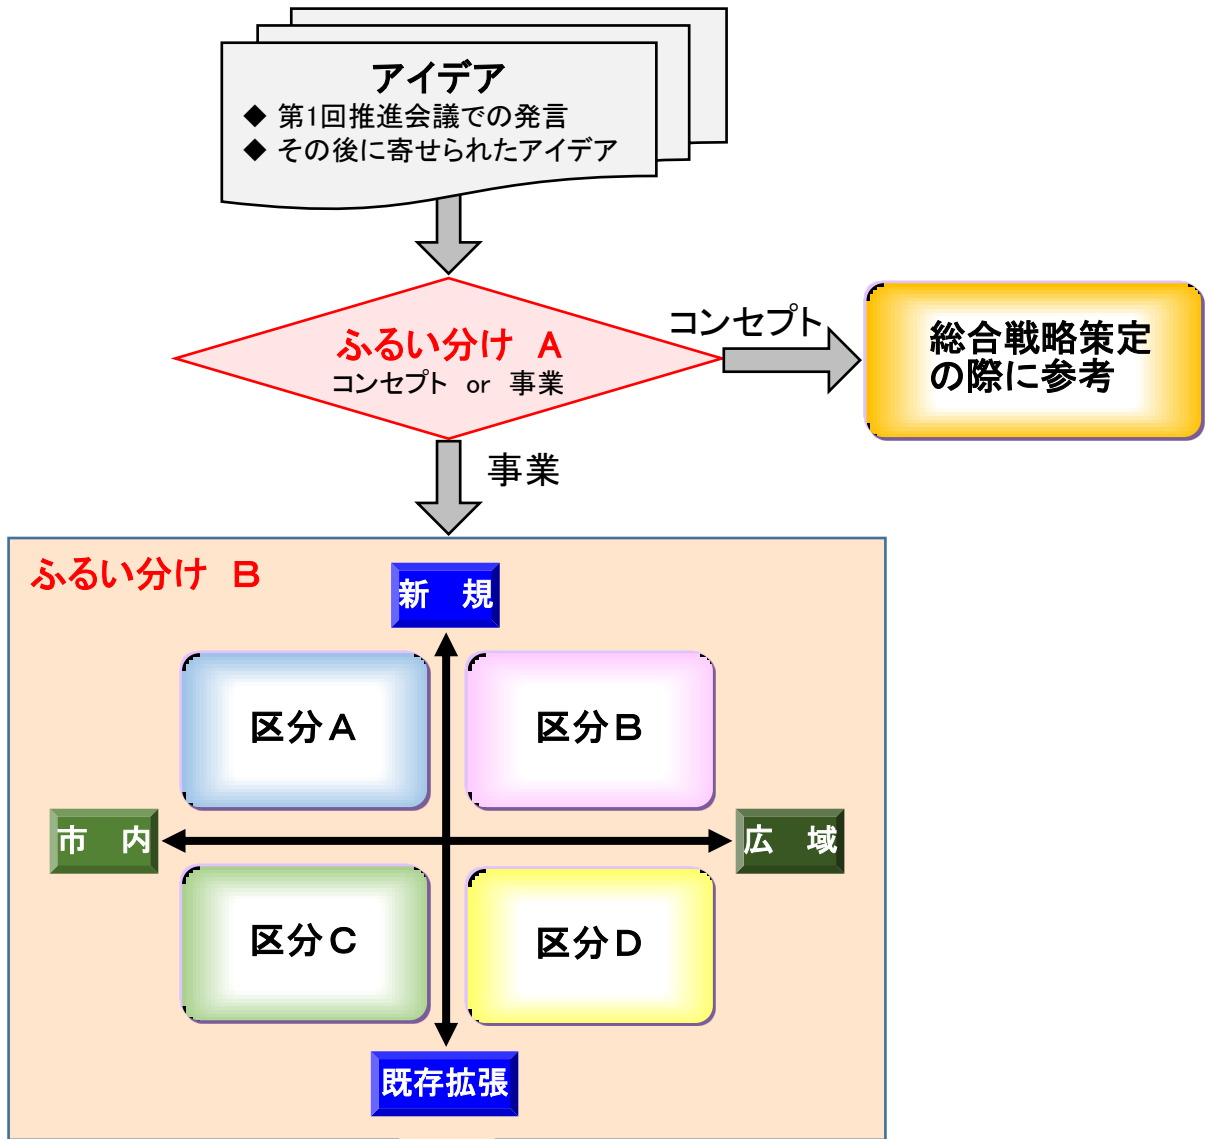 アイデア
◆ 第1回推進会議での発言
◆ その後に寄せられたアイデア
ふるい分け　A
コンセプト　or　事業
コンセプト
総合戦略策定
の際に参考
事業
ふるい分け　B
新　規
区分A
区分B
市　内
広　域
区分C
区分D
既存拡張